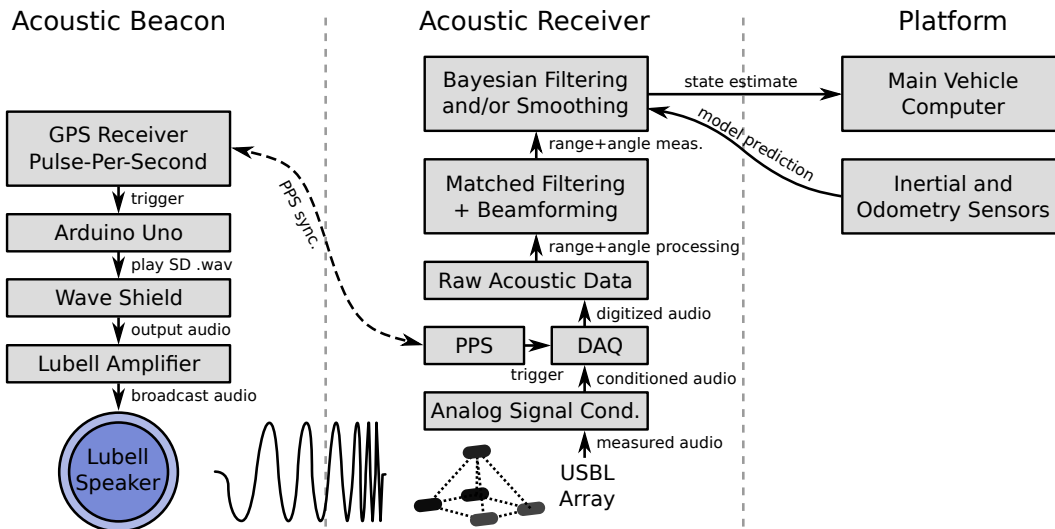 Acoustic Beacon
Acoustic Receiver
Platform
GPS Receiver
Pulse-Per-Second
trigger
Arduino Uno
play SD .wav
Wave Shield
output audio
Lubell Amplifier
broadcast audio
Lubell
Speaker
PPS sync.
Bayesian Filtering
and/or Smoothing
range+angle meas.
Matched Filtering
+ Beamforming
range+angle processing
Raw Acoustic Data
digitized audio
PPS
DAQ
trigger
conditioned audio
Analog Signal Cond.
measured audio
USBL
Array
state estimate
model prediction
Main Vehicle
Computer
Inertial and
Odometry Sensors